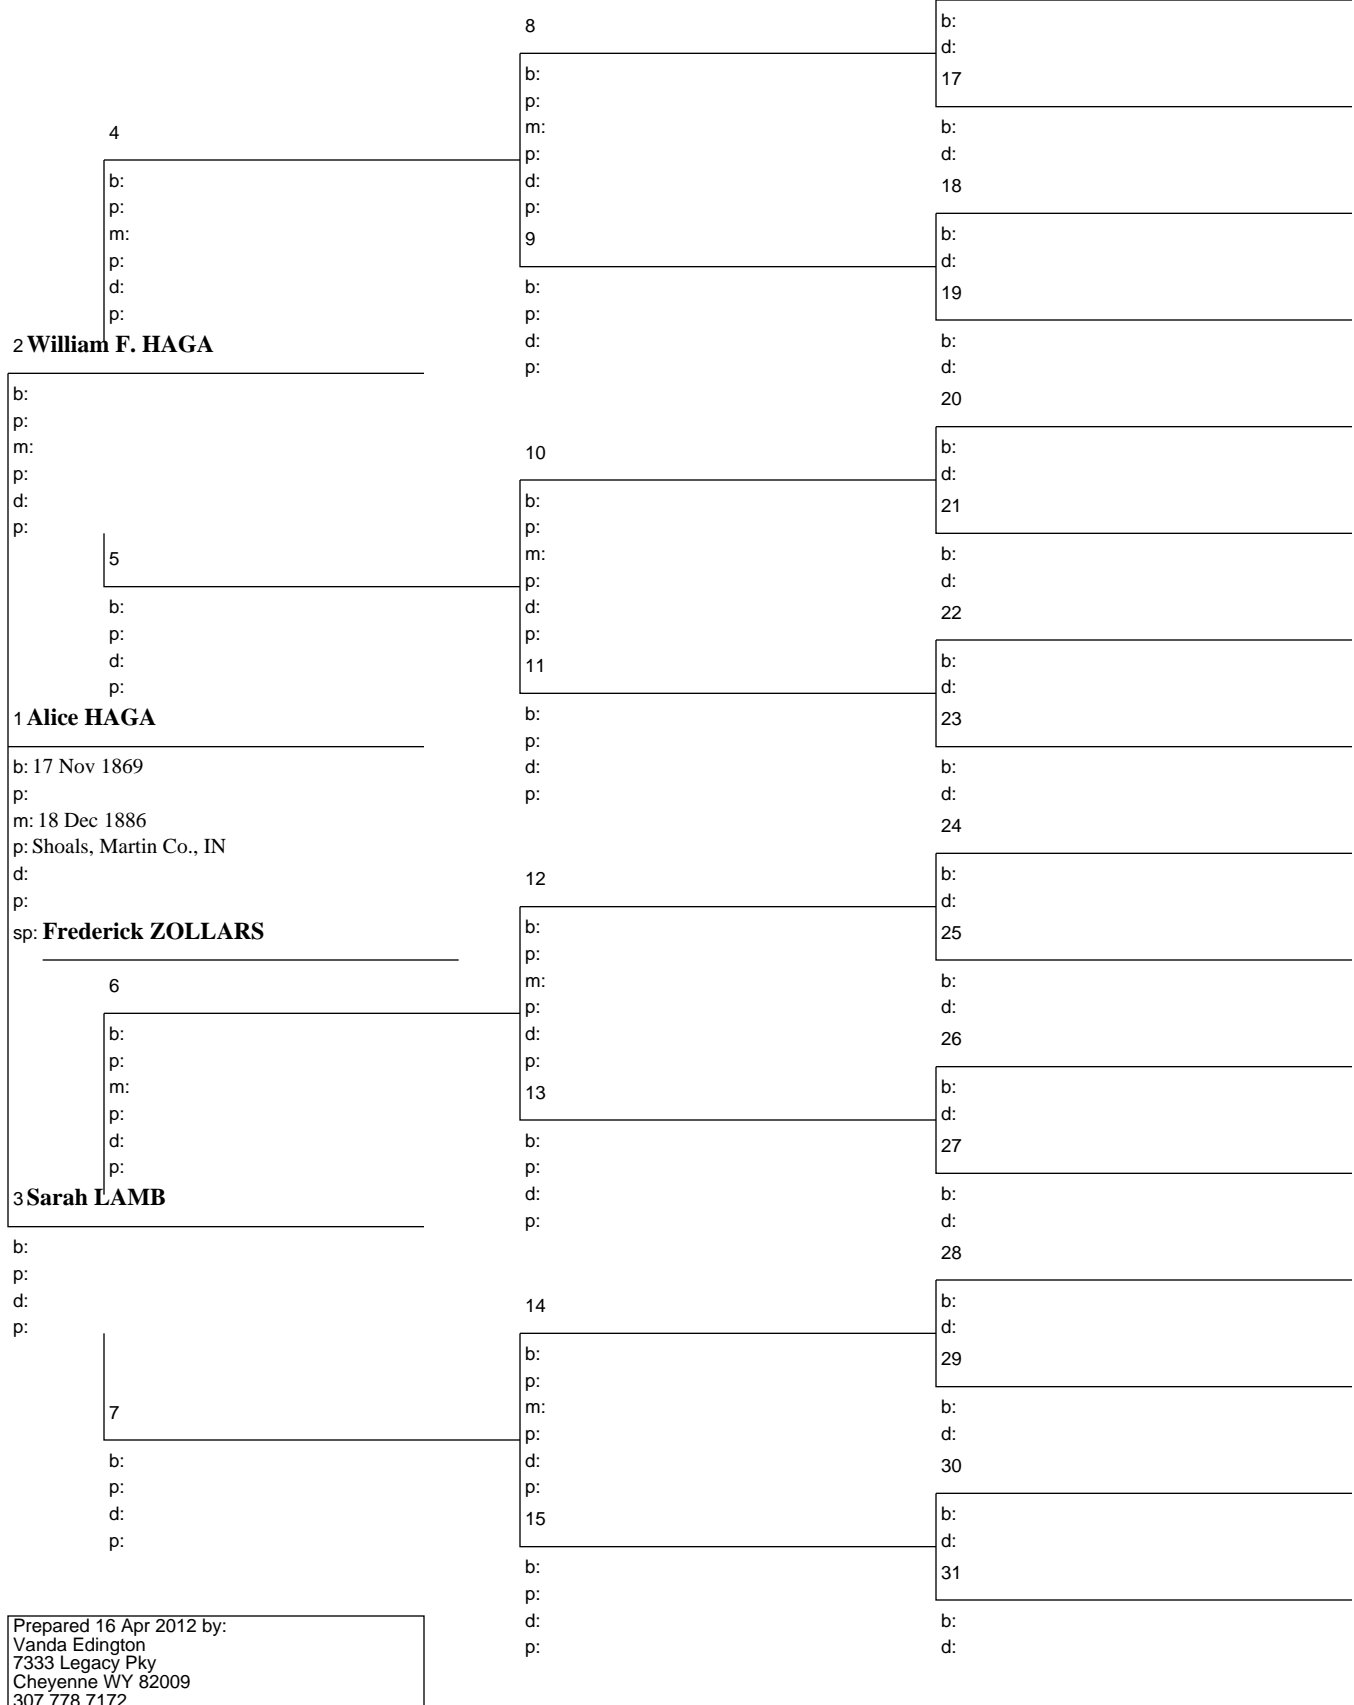 8
b:
p:
m:
p:
d:
p:
9
b:
p:
d:
p:
4
b:
p:
m:
p:
d:
p:
2 William F. HAGA
b:
p:
m:
p:
d:
p:
5
b:
p:
d:
p:
10
b:
p:
m:
p:
d:
p:
11
b:
p:
d:
p:
1 Alice HAGA
b: 17 Nov 1869
p:
m: 18 Dec 1886
p: Shoals, Martin Co., IN
d:
p:
sp: Frederick ZOLLARS
6
b:
p:
m:
p:
d:
p:
12
b:
p:
m:
p:
d:
p:
13
b:
p:
d:
p:
3 Sarah LAMB
b:
p:
d:
p:
7
b:
p:
d:
p:
14
b:
p:
m:
p:
d:
p:
15
b:
p:
d:
p:
b:
d:
17
b:
d:
18
b:
d:
19
b:
d:
20
b:
d:
21
b:
d:
22
b:
d:
23
b:
d:
24
b:
d:
25
b:
d:
26
b:
d:
27
b:
d:
28
b:
d:
29
b:
d:
30
b:
d:
31
b:
d:
Prepared 16 Apr 2012 by:
Vanda Edington
7333 Legacy Pky
Cheyenne WY 82009
307 778 7172